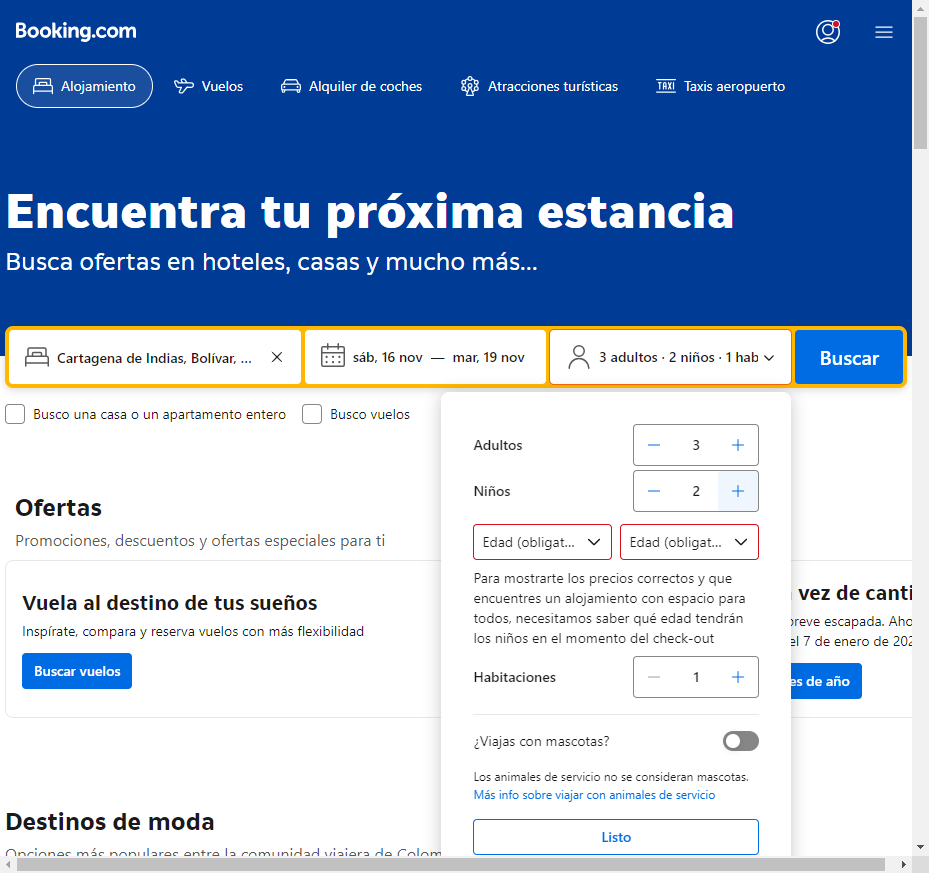 Booking.com
Alojamiento
Vuelos
Alquiler de coches
Atracciones turísticas
TAXI
Taxis aeropuerto
Encuentra tu próxima estancia
Busca ofertas en hoteles, casas y mucho más...
Cartagena de Indias, Bolívar, ...
sáb, 16 nov — mar, 19 nov
3 adultos · 2 niños · 1 hab
Buscar
Busco una casa o un apartamento entero
Busco vuelos
Adultos
3
Niños
2
Edad (obligat...
Edad (obligat...
Para mostrarte los precios correctos y que
encuentres un alojamiento con espacio para
todos, necesitamos saber qué edad tendrán
los niños en el momento del check-out
Habitaciones
1
¿Viajas con mascotas?
Los animales de servicio no se consideran mascotas.
Más info sobre viajar con animales de servicio
Listo
Ofertas
Promociones, descuentos y ofertas especiales para ti
Vuela al destino de tus sueños
Inspírate, compara y reserva vuelos con más flexibilidad
Buscar vuelos
vez de canti
breve escapada. Aho
el 7 de enero de 202
es de año
Destinos de moda
Opciones más populares entre la comunidad viajera de Colom